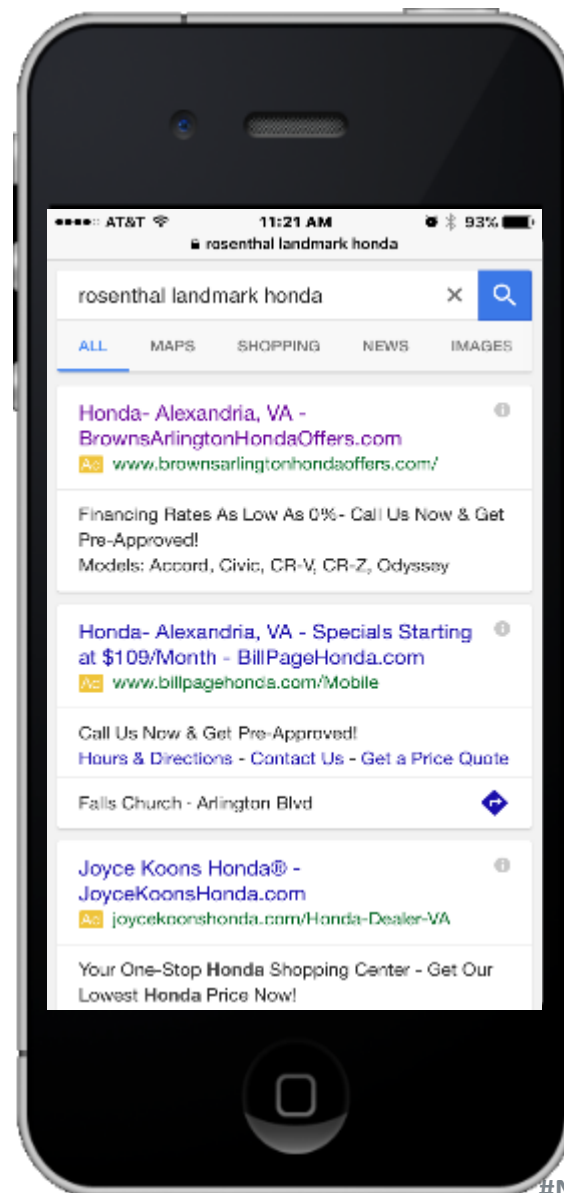 AT&T 11:21 AM 93%
rosenthal landmark honda
rosenthal landmark honda
ALL MAPS SHOPPING NEWS IMAGES
Honda- Alexandria, VA -
BrownsArlingtonHondaOffers.com
Ad www.brownsarlingtonhondaoffers.com/
Financing Rates As Low As 0%- Call Us Now & Get
Pre-Approved!
Models: Accord, Civic, CR-V, CR-Z, Odyssey
Honda- Alexandria, VA - Specials Starting
at $109/Month - BillPageHonda.com
Ad www.billpagehonda.com/Mobile
Call Us Now & Get Pre-Approved!
Hours & Directions - Contact Us - Get a Price Quote
Falls Church - Arlington Blvd
Joyce Koons Honda® -
JoyceKoonsHonda.com
Ad joycekoonshonda.com/Honda-Dealer-VA
Your One-Stop Honda Shopping Center - Get Our
Lowest Honda Price Now!